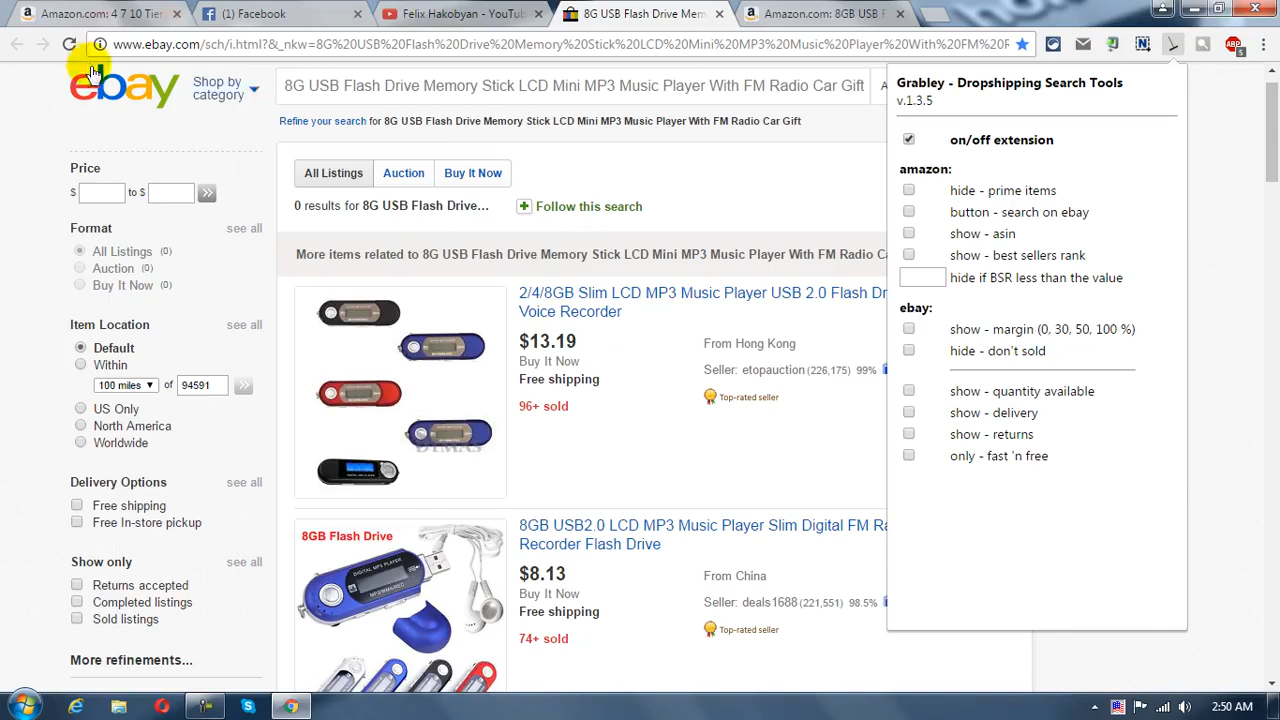 Amazon.com: 4 7 10 Tier
(1) Facebook
Felix Hakobyan - YouTub
8G USB Flash Drive Mem
Amazon.com: 8GB USB F
www.ebay.com/sch/i.html?&_nkw=8G%20USB%20Flash%20Drive%20Memory%20Stick%20LCD%20Mini%20MP3%20Music%20Player%20With%20FM%20F
ABP
5
ebay
Shop by
category
8G USB Flash Drive Memory Stick LCD Mini MP3 Music Player With FM Radio Car Gift
Refine your search for 8G USB Flash Drive Memory Stick LCD Mini MP3 Music Player With FM Radio Car Gift
Grabley - Dropshipping Search Tools
v.1.3.5
on/off extension
amazon:
hide - prime items
button - search on ebay
show - asin
show - best sellers rank
hide if BSR less than the value
ebay:
show - margin (0, 30, 50, 100 %)
hide - don't sold
show - quantity available
show - delivery
show - returns
only - fast 'n free
Price
$ to $
Format see all
All Listings (0)
Auction (0)
Buy It Now (0)
Item Location see all
Default
Within
100 miles of 94591
US Only
North America
Worldwide
Delivery Options see all
Free shipping
Free In-store pickup
Show only see all
Returns accepted
Completed listings
Sold listings
More refinements...
All Listings Auction Buy It Now
0 results for 8G USB Flash Drive... Follow this search
More items related to 8G USB Flash Drive Memory Stick LCD Mini MP3 Music Player With FM Radio Car
2/4/8GB Slim LCD MP3 Music Player USB 2.0 Flash Dr
Voice Recorder
$13.19
Buy It Now
Free shipping
96+ sold
From Hong Kong
Seller: etopauction (226,175) 99%
Top-rated seller
8GB Flash Drive
8GB USB2.0 LCD MP3 Music Player Slim Digital FM Ra
Recorder Flash Drive
$8.13
Buy It Now
Free shipping
74+ sold
From China
Seller: deals1688 (221,551) 98.5%
Top-rated seller
2:50 AM